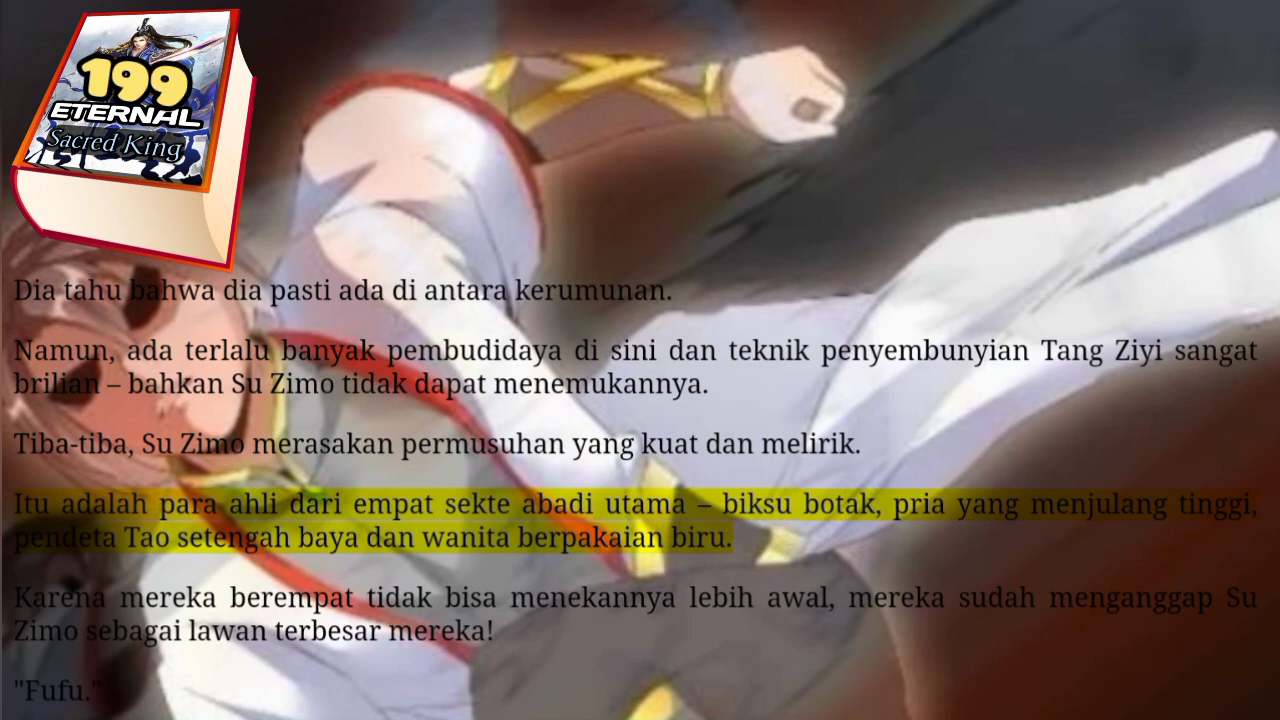 199
ETERNAL
Sacred King
Dia tahu bahwa dia pasti ada di antara kerumunan.
Namun, ada terlalu banyak pembudidaya di sini dan teknik penyembunyian Tang Ziyi sangat
brilian – bahkan Su Zimo tidak dapat menemukannya.
Tiba-tiba, Su Zimo merasakan permusuhan yang kuat dan melirik.
Itu adalah para ahli dari empat sekte abadi utama – biksu botak, pria yang menjulang tinggi,
pendeta Tao setengah baya dan wanita berpakaian biru.
Karena mereka berempat tidak bisa menekannya lebih awal, mereka sudah menganggap Su
Zimo sebagai lawan terbesar mereka!
"Fufu."